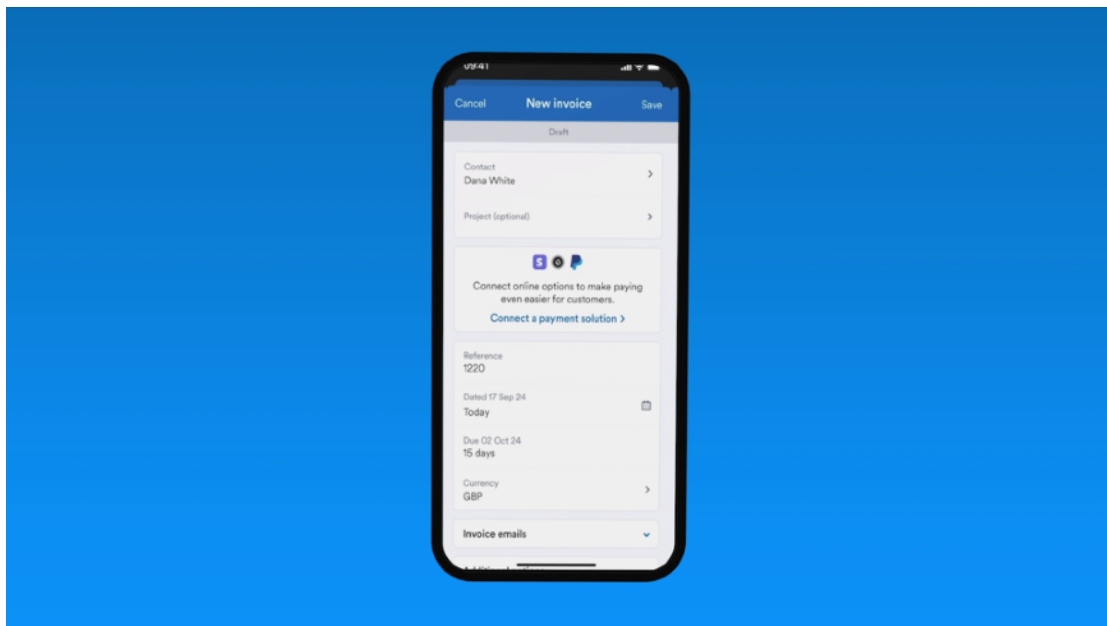 09:41
Cancel
New invoice
Save
Draft
Contact
Dana White
Project (optional)
S
Connect online options to make paying
even easier for customers.
Connect a payment solution >
Reference
1220
Dated 17 Sep 24
Today
Due 02 Oct 24
15 days
Currency
GBP
Invoice emails